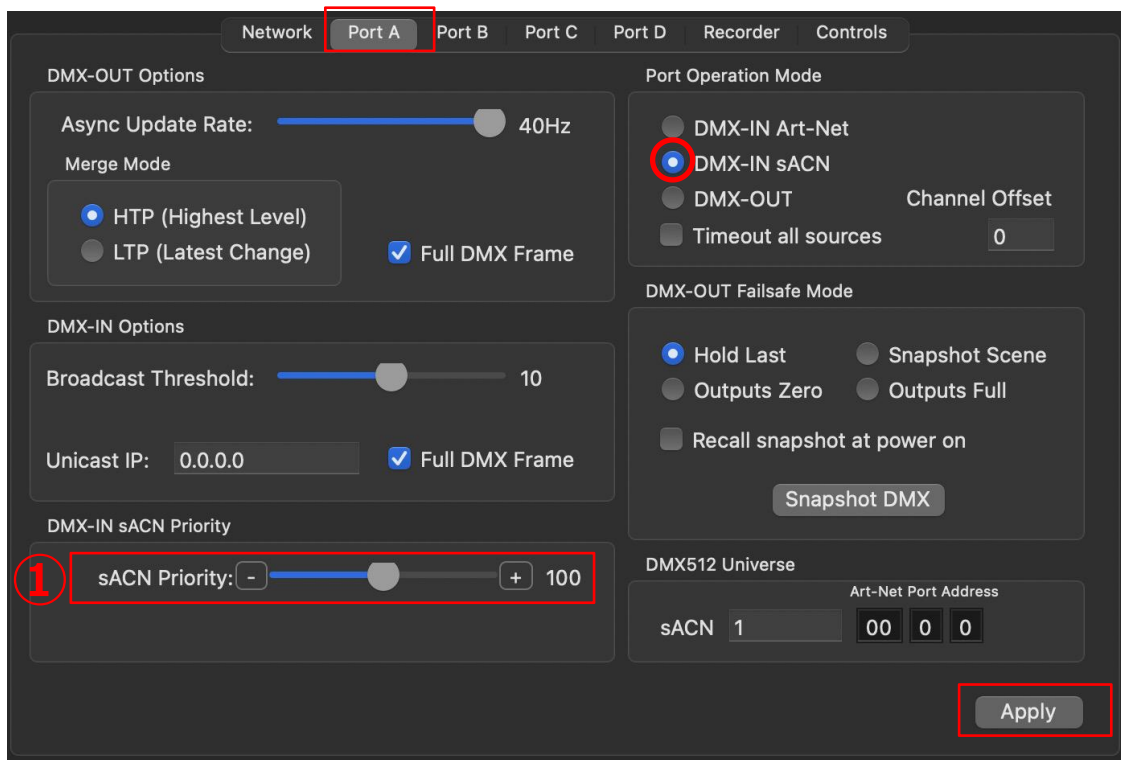 Network Port A Port B Port C Port D Recorder Controls
DMX-OUT Options
Async Update Rate: 40Hz
Merge Mode
HTP (Highest Level)
LTP (Latest Change)
Full DMX Frame
DMX-IN Options
Broadcast Threshold: 10
Unicast IP: 0.0.0.0 Full DMX Frame
DMX-IN sACN Priority
① sACN Priority: - + 100
Port Operation Mode
DMX-IN Art-Net
DMX-IN sACN
DMX-OUT Channel Offset
Timeout all sources 0
DMX-OUT Failsafe Mode
Hold Last Snapshot Scene
Outputs Zero Outputs Full
Recall snapshot at power on
Snapshot DMX
DMX512 Universe
Art-Net Port Address
sACN 1 00 0 0
Apply